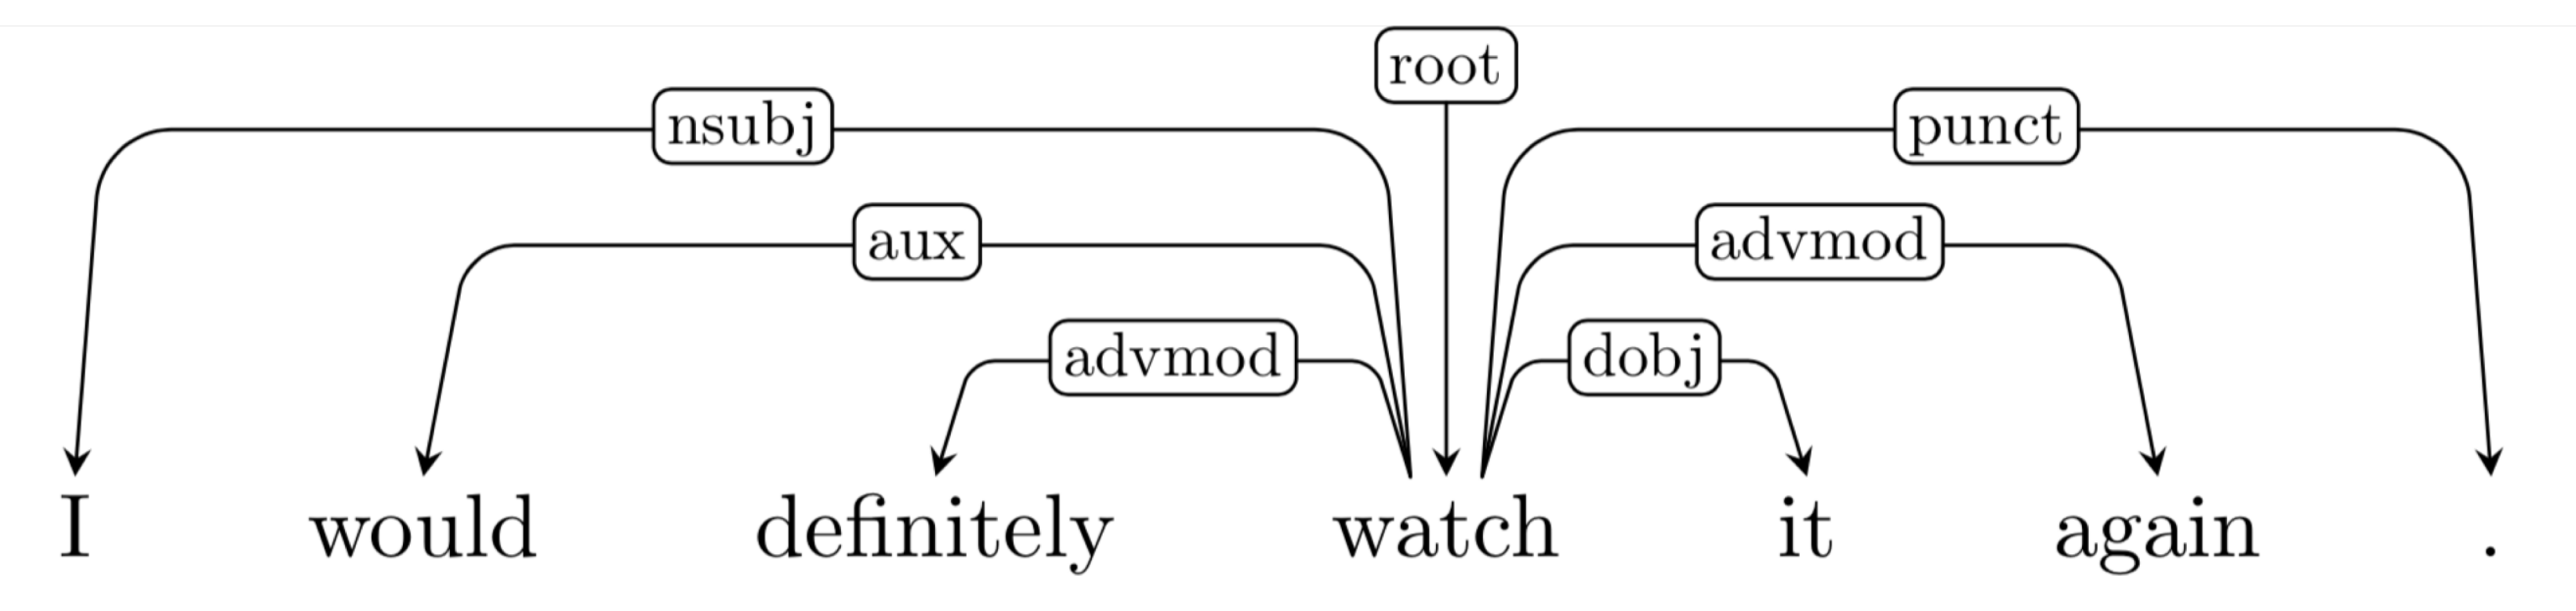 root
nsubj punct
aux advmod
advmod dobj
I would definitely watch it again .